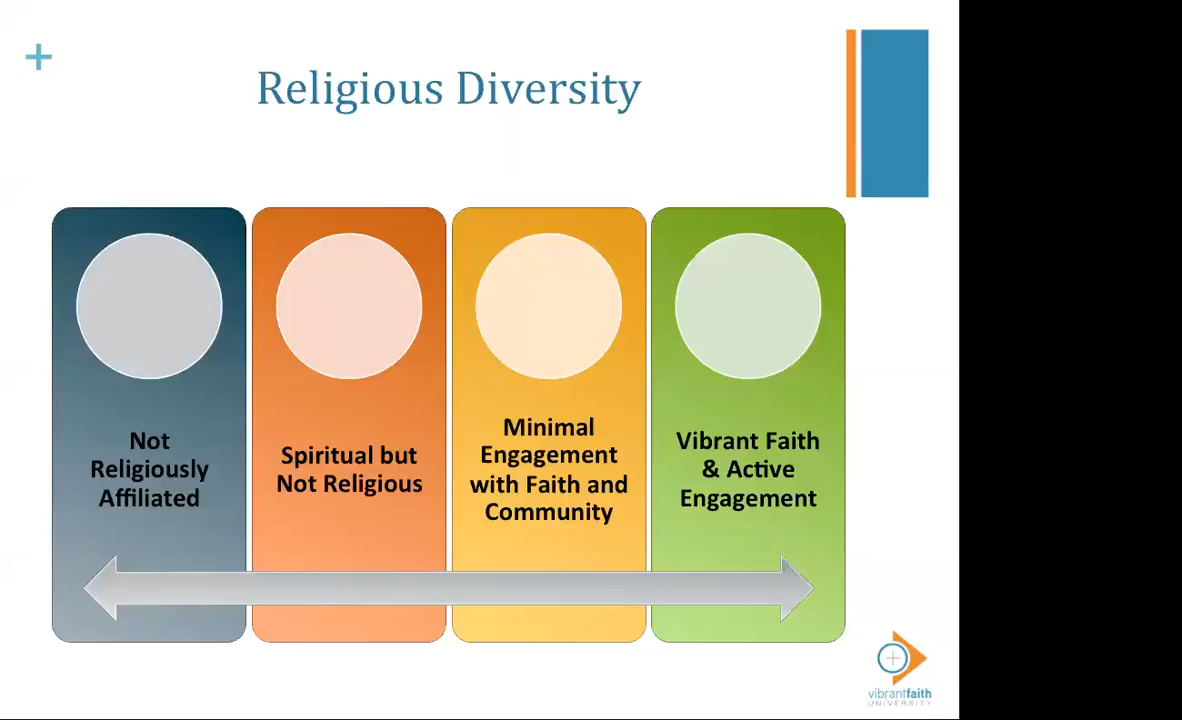 +
Religious Diversity
Not
Religiously
Affiliated
Spiritual but
Not Religious
Minimal
Engagement
with Faith and
Community
Vibrant Faith
& Active
Engagement
vibrantfaith
UNIVERSITY